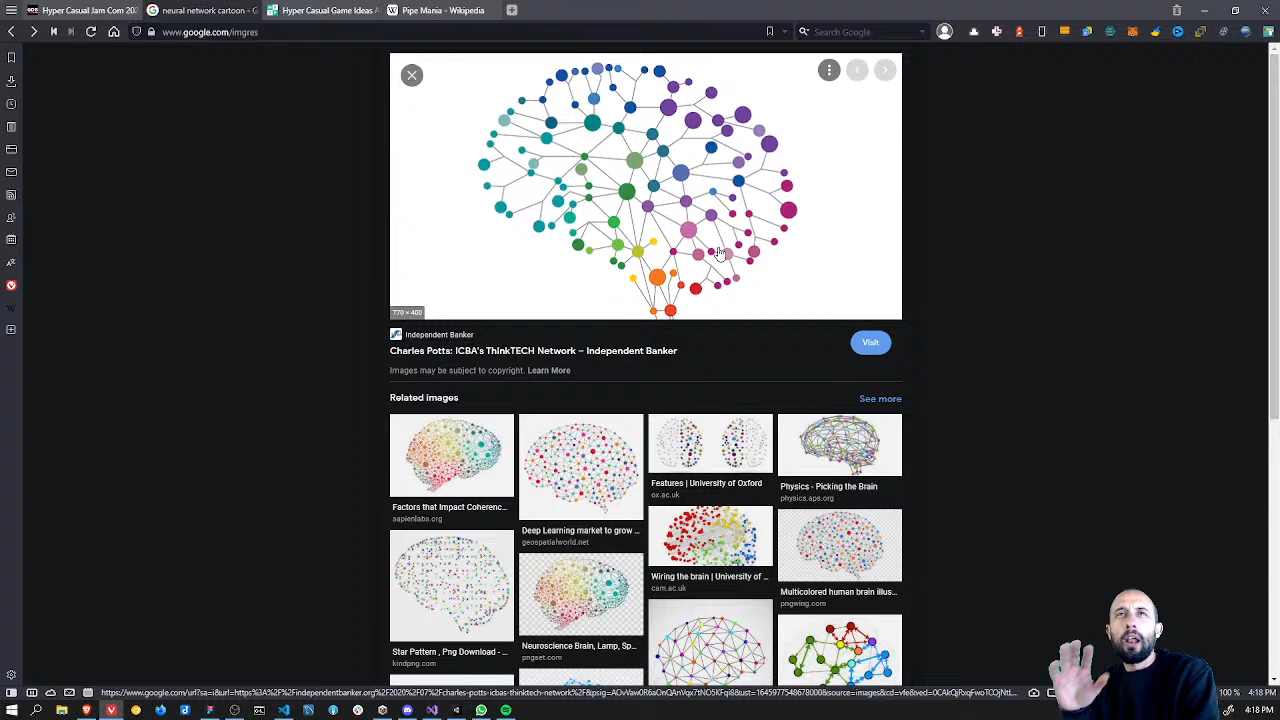 Hyper Casual Jam Com 202
neural network cartoon - G
Hyper Casual Game Ideas A
Pipe Mania - Wikipedia
www.google.com/imgres
Search Google
770 × 400
Independent Banker
Charles Potts: ICBA's ThinkTECH Network – Independent Banker
Visit
Images may be subject to copyright. Learn More
Related images
See more
Factors that Impact Coherenc...
sapienlabs.org
Deep Learning market to grow ...
geospatialworld.net
Features | University of Oxford
ox.ac.uk
Physics - Picking the Brain
physics.aps.org
Wiring the brain | University of ...
cam.ac.uk
Multicolored human brain illus...
pngwing.com
Star Pattern , Png Download - ...
kindpng.com
Neuroscience Brain, Lamp, Sp...
pngset.com
100 %
4:18 PM
4:18 PM